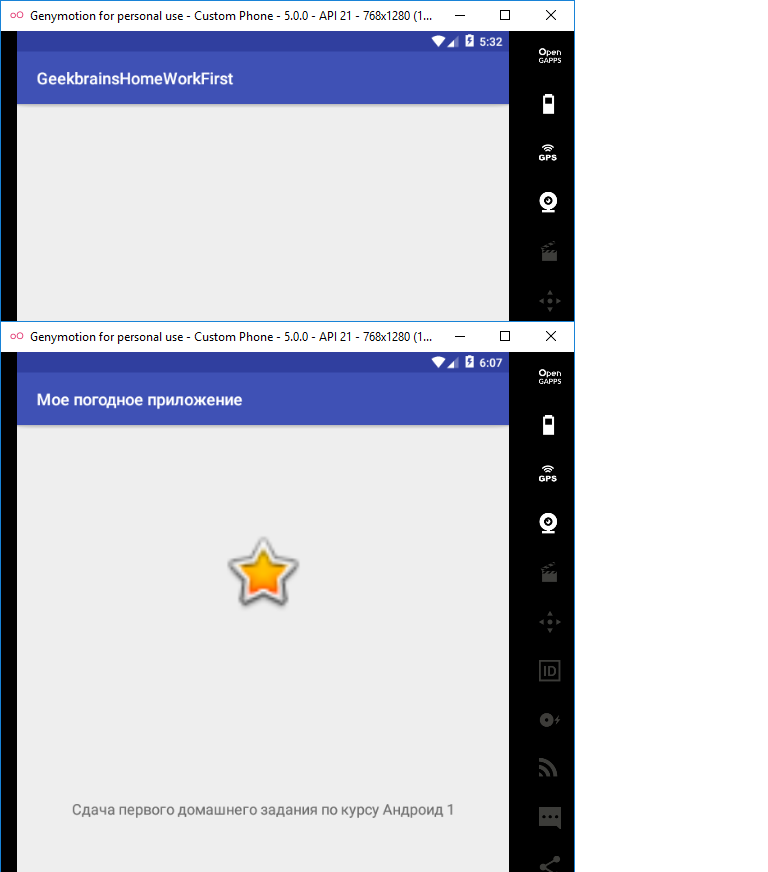 Genymotion for personal use - Custom Phone - 5.0.0 - API 21 - 768x1280 (1...
5:32
Open
GAPPS
GeekbrainsHomeWorkFirst
GPS
Genymotion for personal use - Custom Phone - 5.0.0 - API 21 - 768x1280 (1...
6:07
Open
GAPPS
Мое погодное приложение
GPS
ID
Сдача первого домашнего задания по курсу Андроид 1